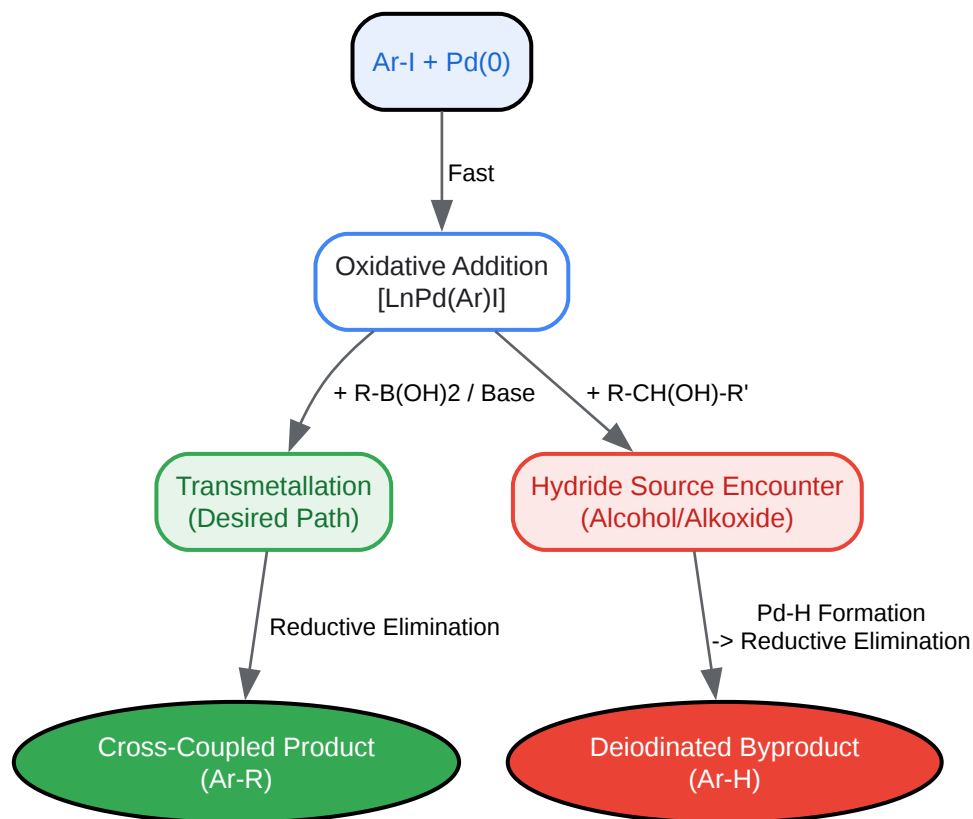 Ar-I + Pd(0)
Fast
Oxidative Addition
[LnPd(Ar)I]
+ R-B(OH)2 / Base
+ R-CH(OH)-R'
Transmetallation
(Desired Path)
Hydride Source Encounter
(Alcohol/Alkoxide)
Reductive Elimination
Pd-H Formation
-> Reductive Elimination
Cross-Coupled Product
(Ar-R)
Deiodinated Byproduct
(Ar-H)